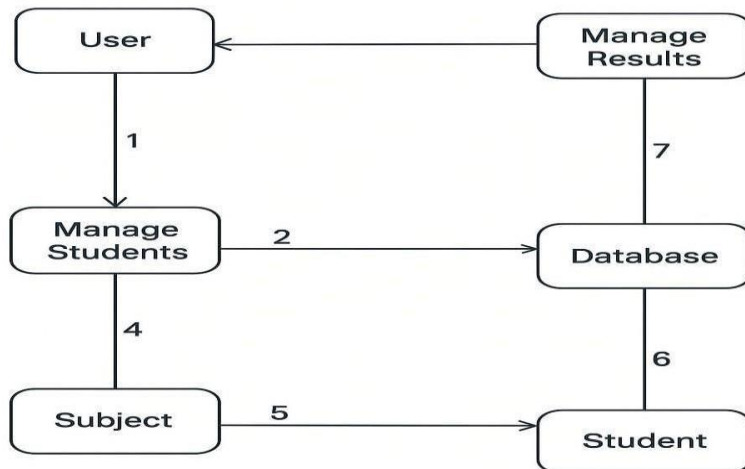 User
Manage
Results
1
7
Manage
Students
2
Database
4
6
Subject
5
Student